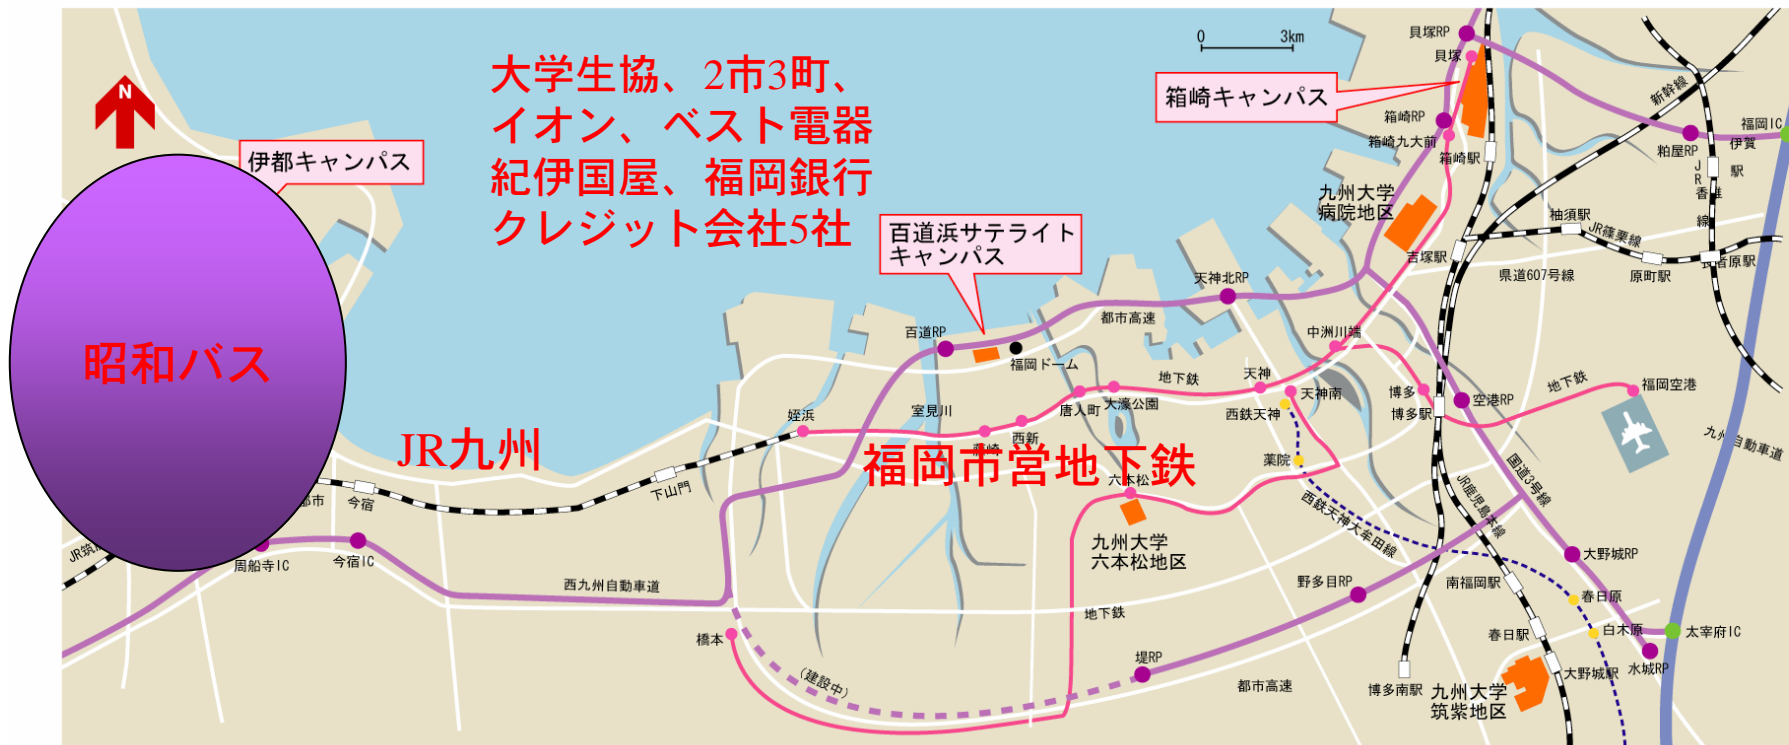 大学生協、2市3町、
イオン、ベスト電器
紀伊国屋、福岡銀行
クレジット会社5社
昭和バス
JR九州
福岡市営地下鉄
N
0 3km
伊都キャンパス
箱崎キャンパス
百道浜サテライト
キャンパス
貝塚RP
貝塚
箱崎RP
箱崎九大前
箱崎駅
九州大学
病院地区
吉塚駅
新幹線
福岡IC
粕屋RP
伊賀
駅
JR
香椎
線
柚須駅
JR篠栗線
原町駅
長者原駅
県道607号線
天神北RP
都市高速
百道RP
福岡ドーム
中洲川端
地下鉄
天神
天神南
西鉄天神
大濠公園
唐人町
西新
藤崎
室見川
姪浜
下山門
今宿
都市
JR筑
周船寺IC
今宿IC
西九州自動車道
博多
博多駅
空港RP
地下鉄
福岡空港
九州自動車道
国道3号線
JR鹿児島本線
薬院
西鉄天神大牟田線
六本松
九州大学
六本松地区
大野城RP
野多目RP
南福岡駅
春日原
春日駅
白木原
太宰府IC
大野城駅
水城RP
地下鉄
橋本
(建設中)
堤RP
都市高速
博多南駅
九州大学
筑紫地区